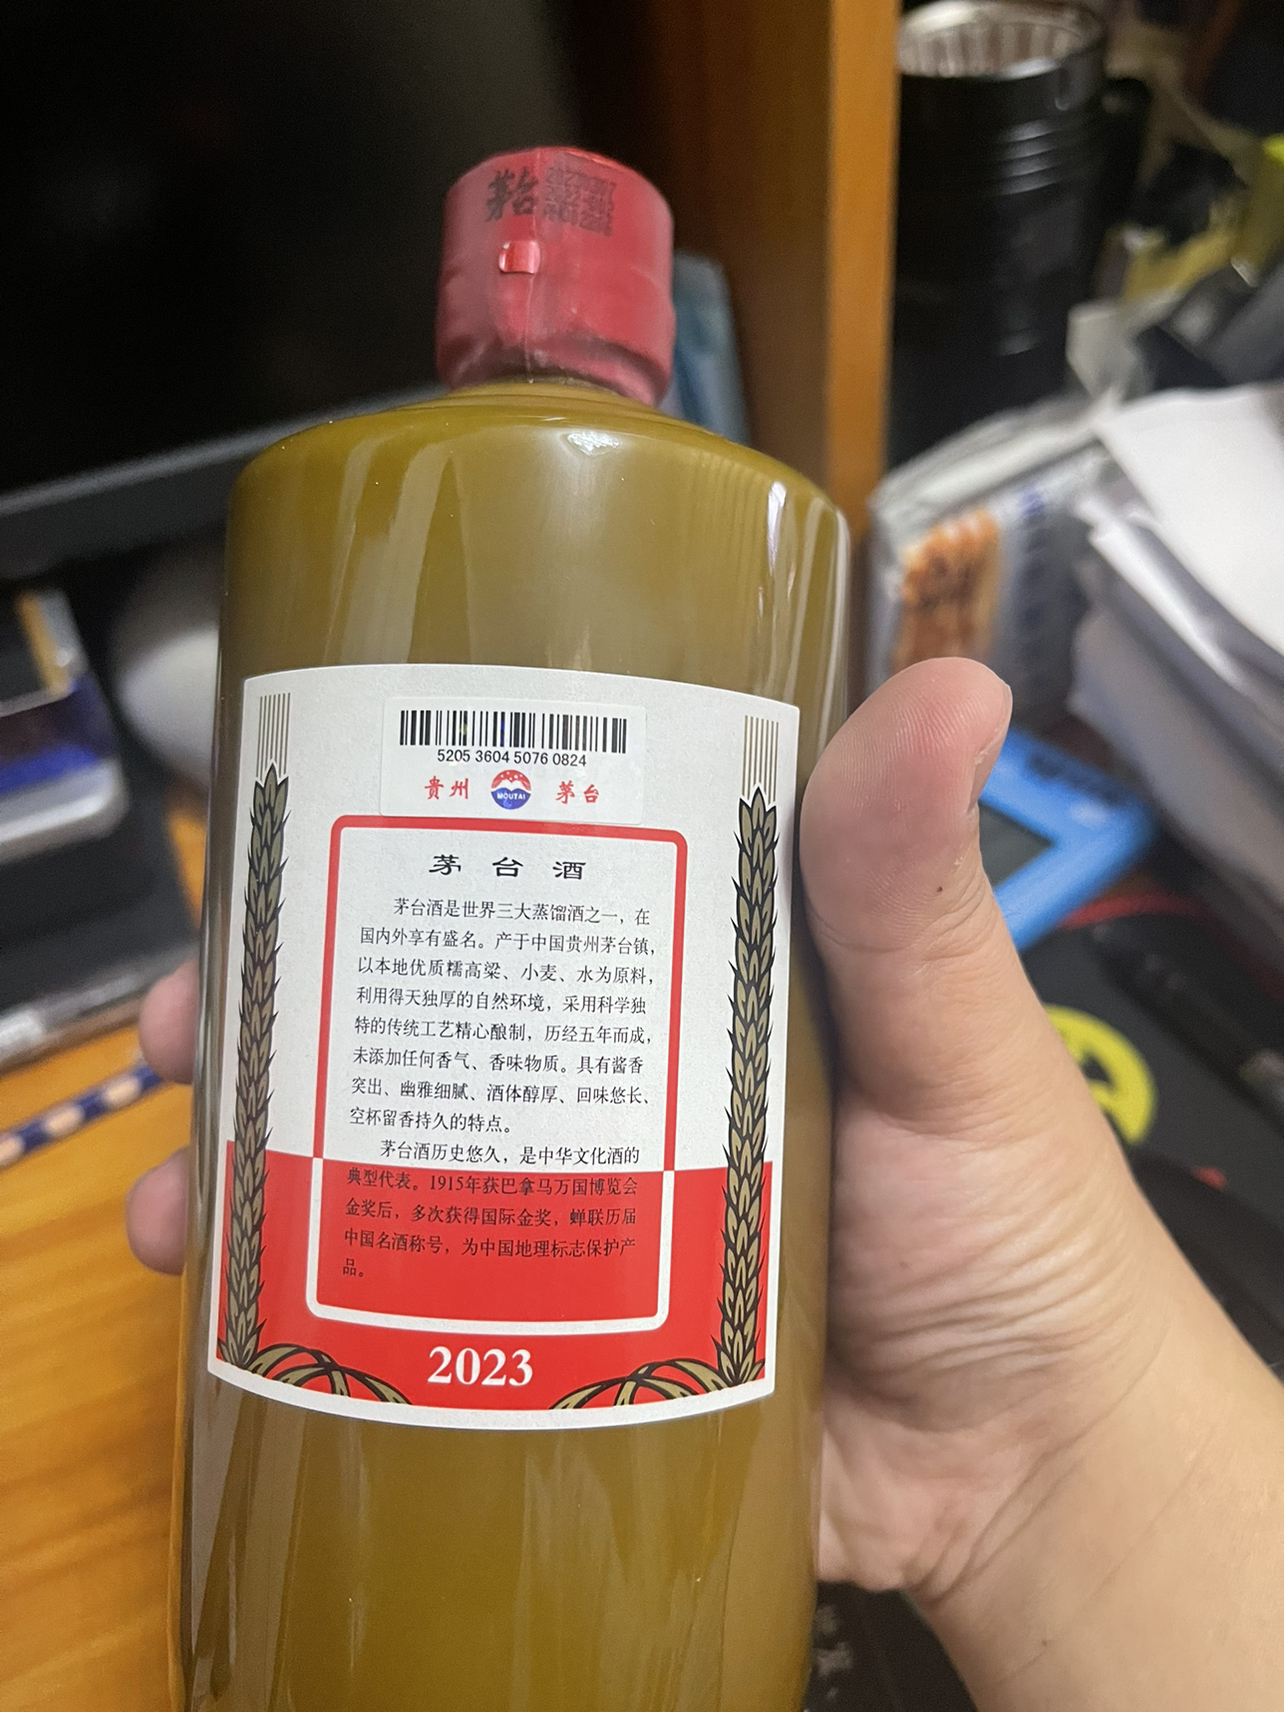 茅台
5205 3604 5076 0824
贵州 MOUTAI 茅台
茅台酒
茅台酒是世界三大蒸馏酒之一，在
国内外享有盛名。产于中国贵州茅台镇，
以本地优质糯高粱、小麦、水为原料，
利用得天独厚的自然环境，采用科学独
特的传统工艺精心酿制，历经五年而成，
未添加任何香气、香味物质。具有酱香
突出、幽雅细腻、酒体醇厚、回味悠长、
空杯留香持久的特点。
茅台酒历史悠久，是中华文化酒的
典型代表。1915年获巴拿马万国博览会
金奖后，多次获得国际金奖，蝉联历届
中国名酒称号，为中国地理标志保护产
品。
2023